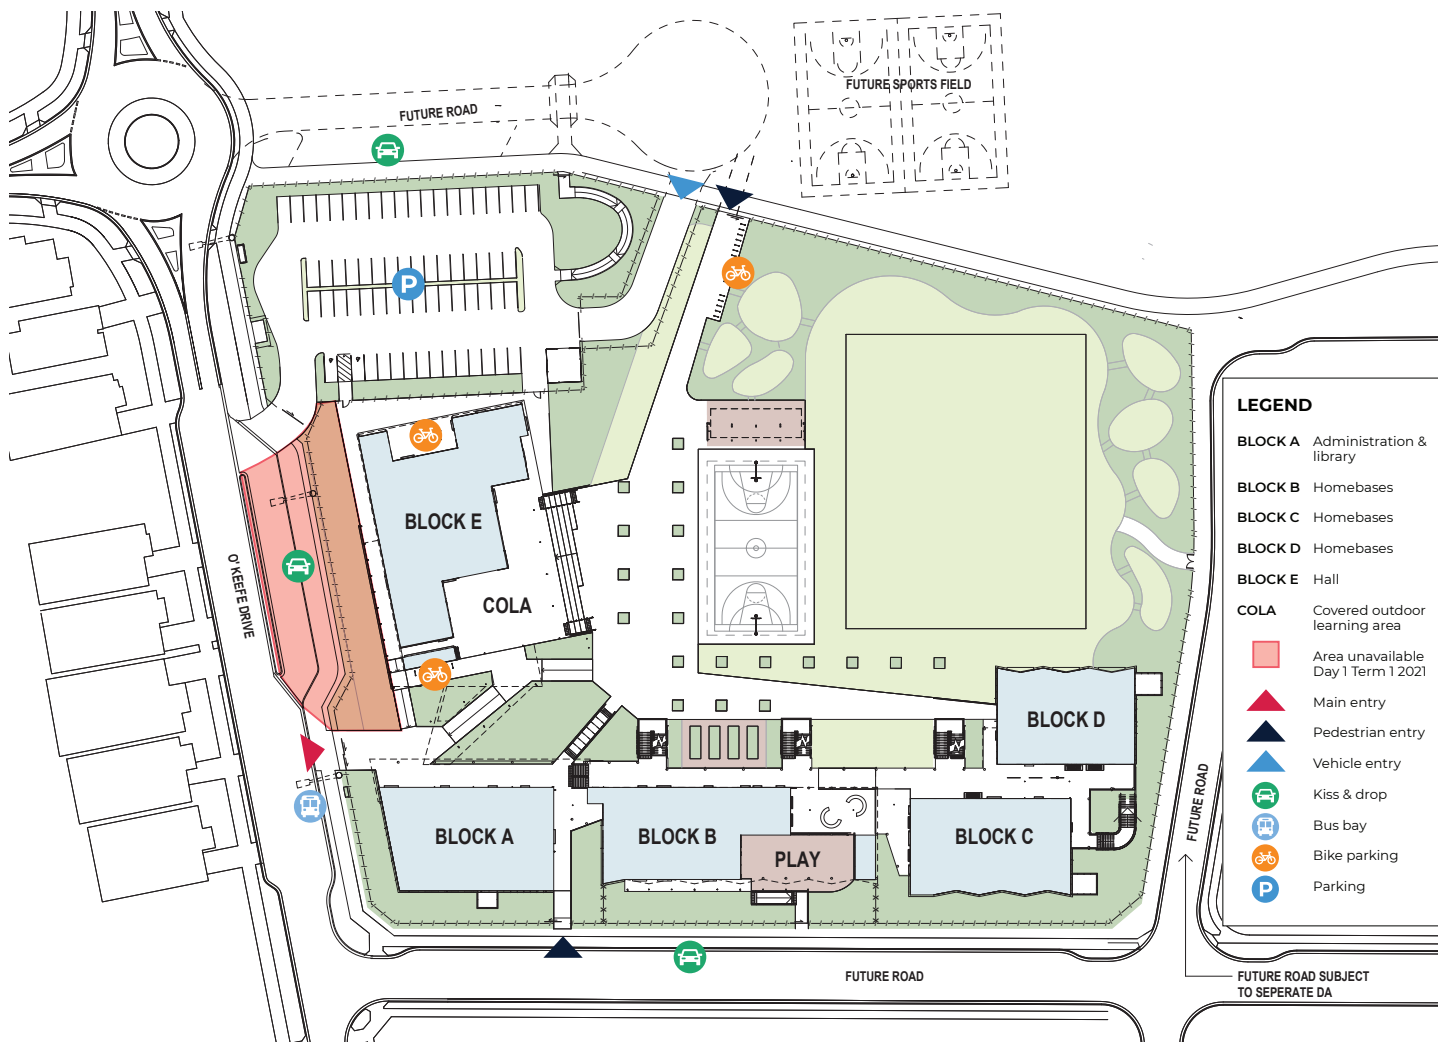 FUTURE ROAD
FUTURE SPORTS FIELD
P
BLOCK E
COLA
O' KEEFE DRIVE
BLOCK D
BLOCK A
BLOCK B
PLAY
BLOCK C
FUTURE ROAD
FUTURE ROAD
FUTURE ROAD SUBJECT
TO SEPERATE DA
LEGEND
BLOCK A Administration &
library
BLOCK B Homebases
BLOCK C Homebases
BLOCK D Homebases
BLOCK E Hall
COLA Covered outdoor
learning area
Area unavailable
Day 1 Term 1 2021
Main entry
Pedestrian entry
Vehicle entry
Kiss & drop
Bus bay
Bike parking
P Parking